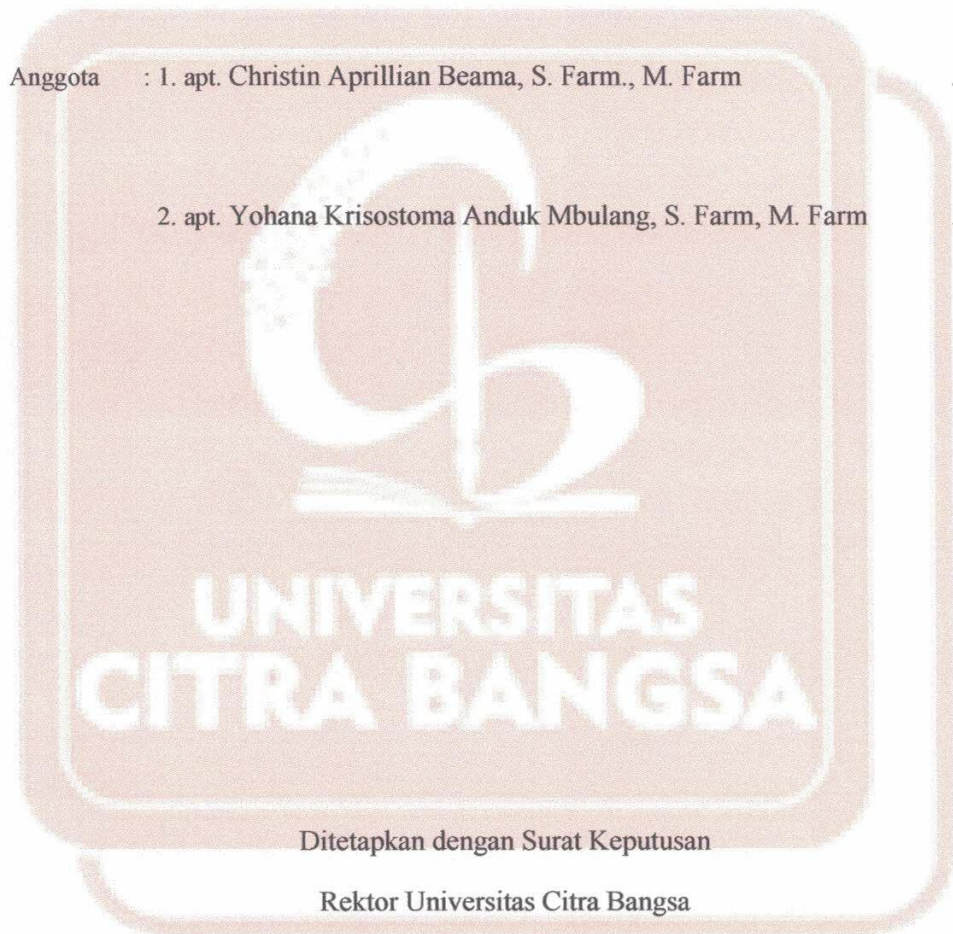 Anggota : 1. apt. Christin Aprillian Beama, S. Farm., M. Farm
2. apt. Yohana Krisostoma Anduk Mbulang, S. Farm, M. Farm
UNIVERSITAS
CITRA BANGSA
Ditetapkan dengan Surat Keputusan
Rektor Universitas Citra Bangsa